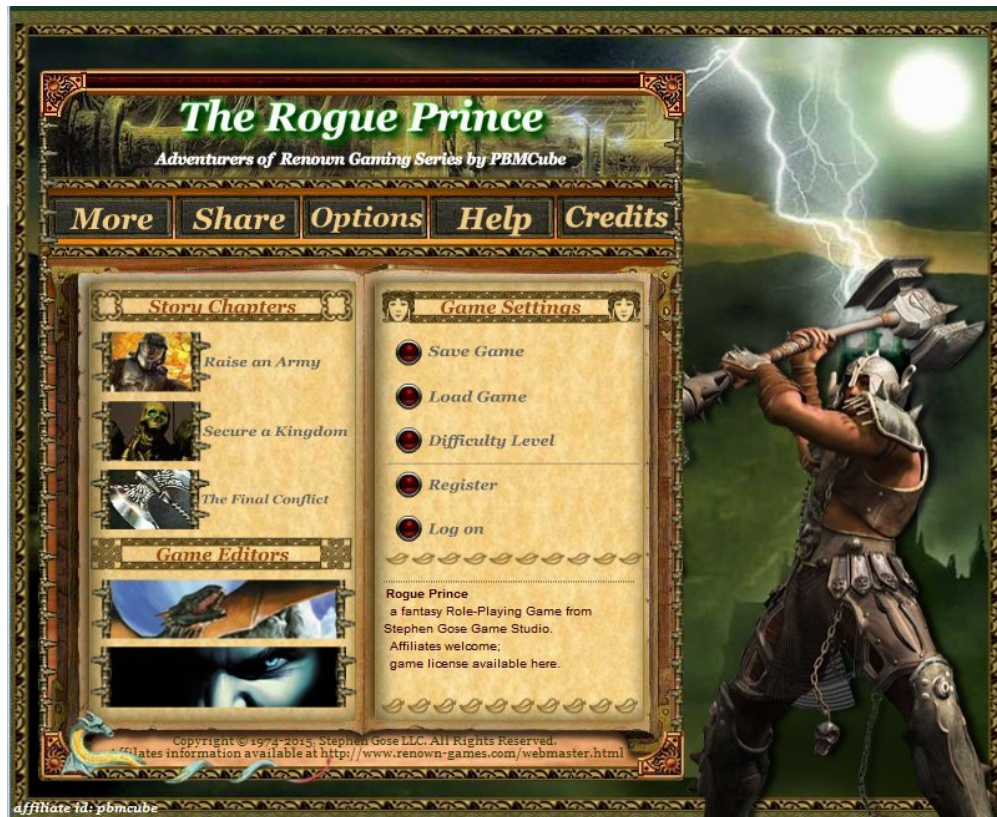 The Rogue Prince
Adventurers of Renown Gaming Series by PBMCube
More
Share
Options
Help
Credits
Story Chapters
Raise an Army
Secure a Kingdom
The Final Conflict
Game Editors
Game Settings
Save Game
Load Game
Difficulty Level
Register
Log on
Rogue Prince
a fantasy Role-Playing Game from
Stephen Gose Game Studio.
Affiliates welcome;
game license available here.
Copyright © 1974-2015, Stephen Gose LLC. All Rights Reserved.
Affilates information available at http://www.renown-games.com/webmaster.html
affiliate id: pbmcube